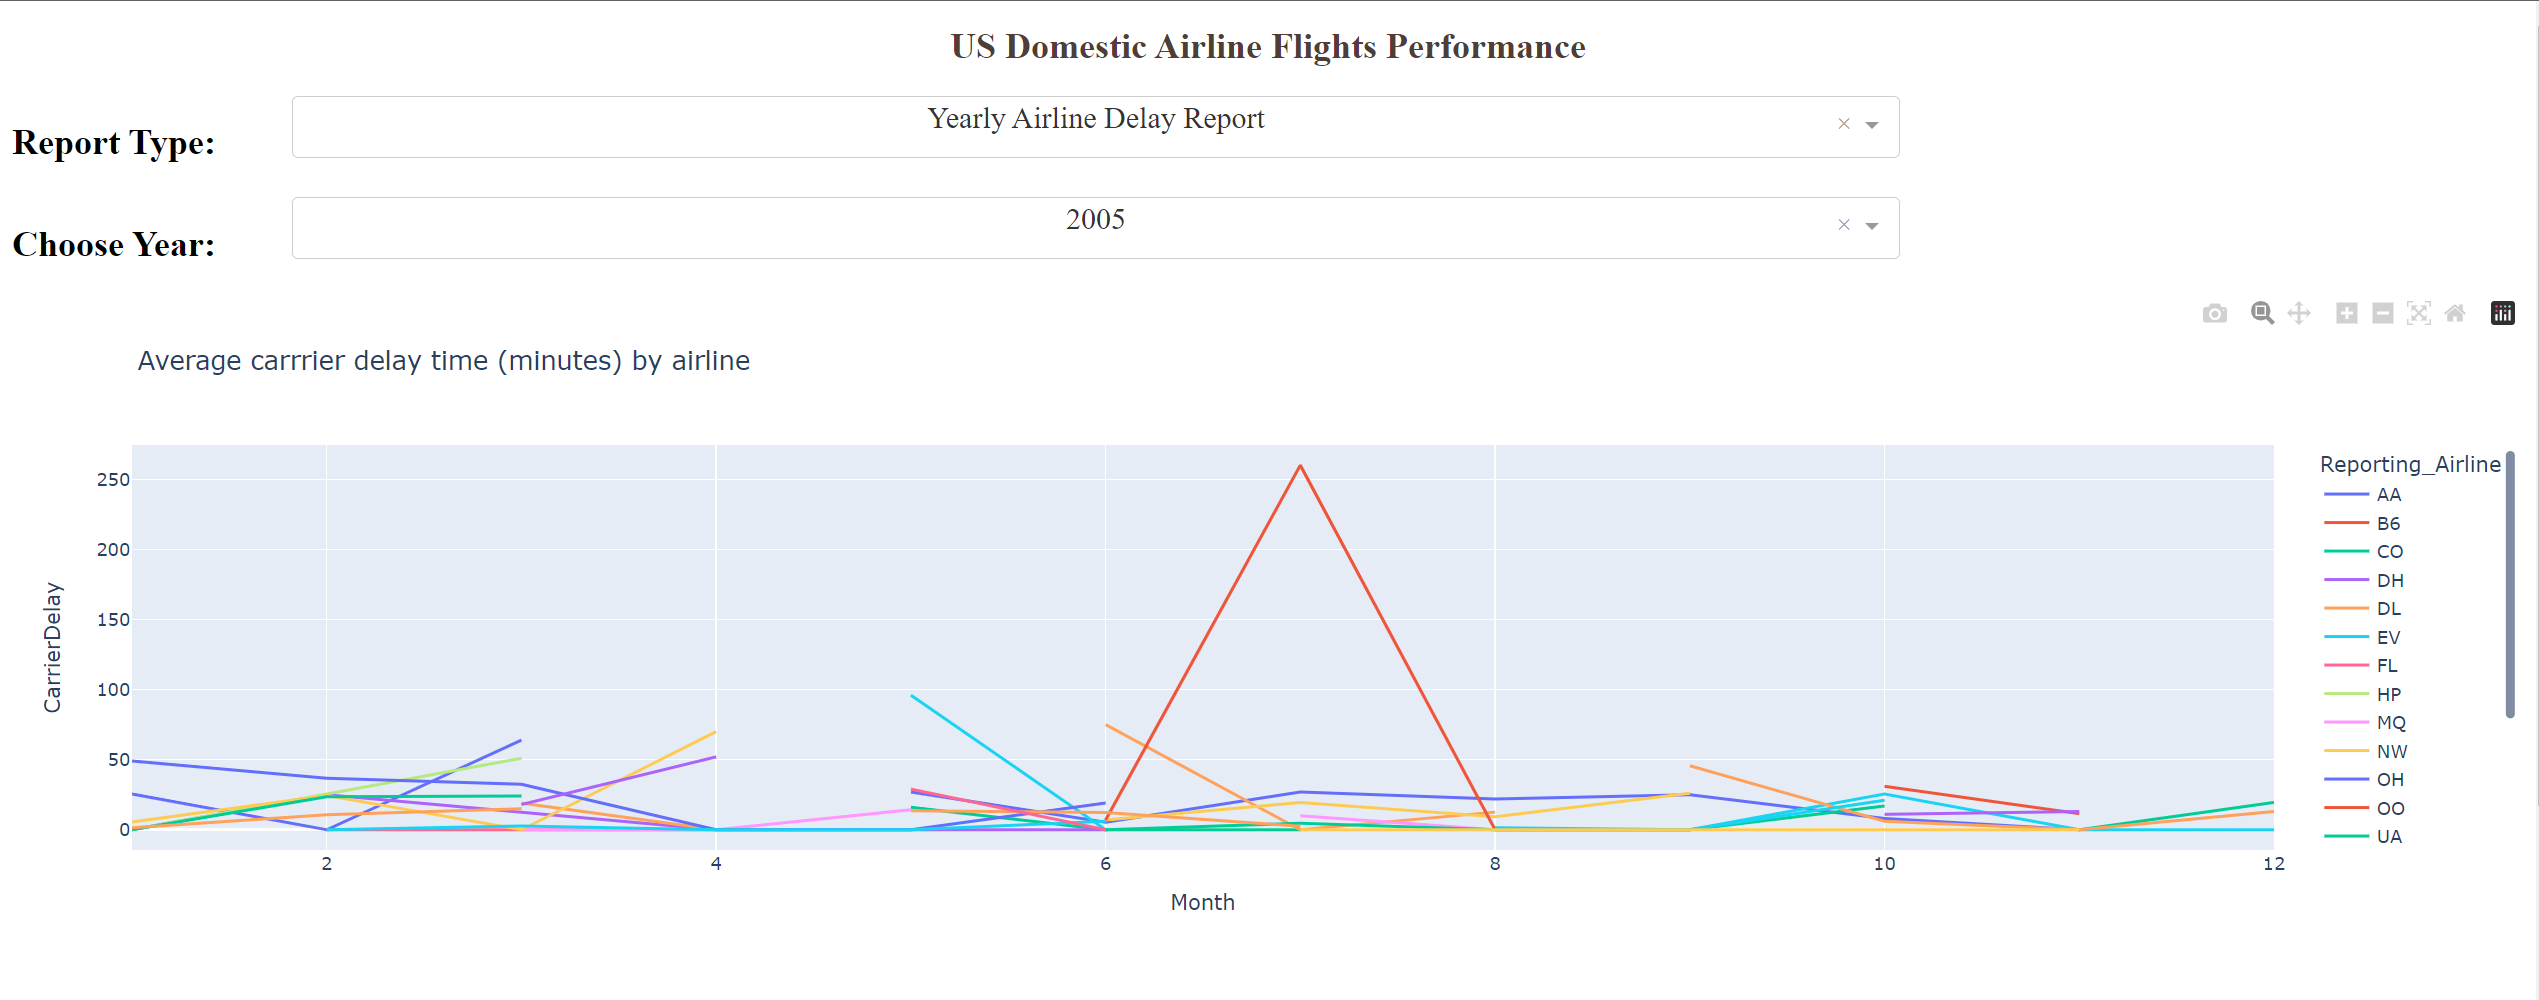 US Domestic Airline Flights Performance
Report Type:
Yearly Airline Delay Report
Choose Year:
2005
Average carrrier delay time (minutes) by airline
250
200
150
100
50
0
CarrierDelay
2
4
6
8
10
12
Month
Reporting_Airline
AA
B6
CO
DH
DL
EV
FL
HP
MQ
NW
OH
OO
UA